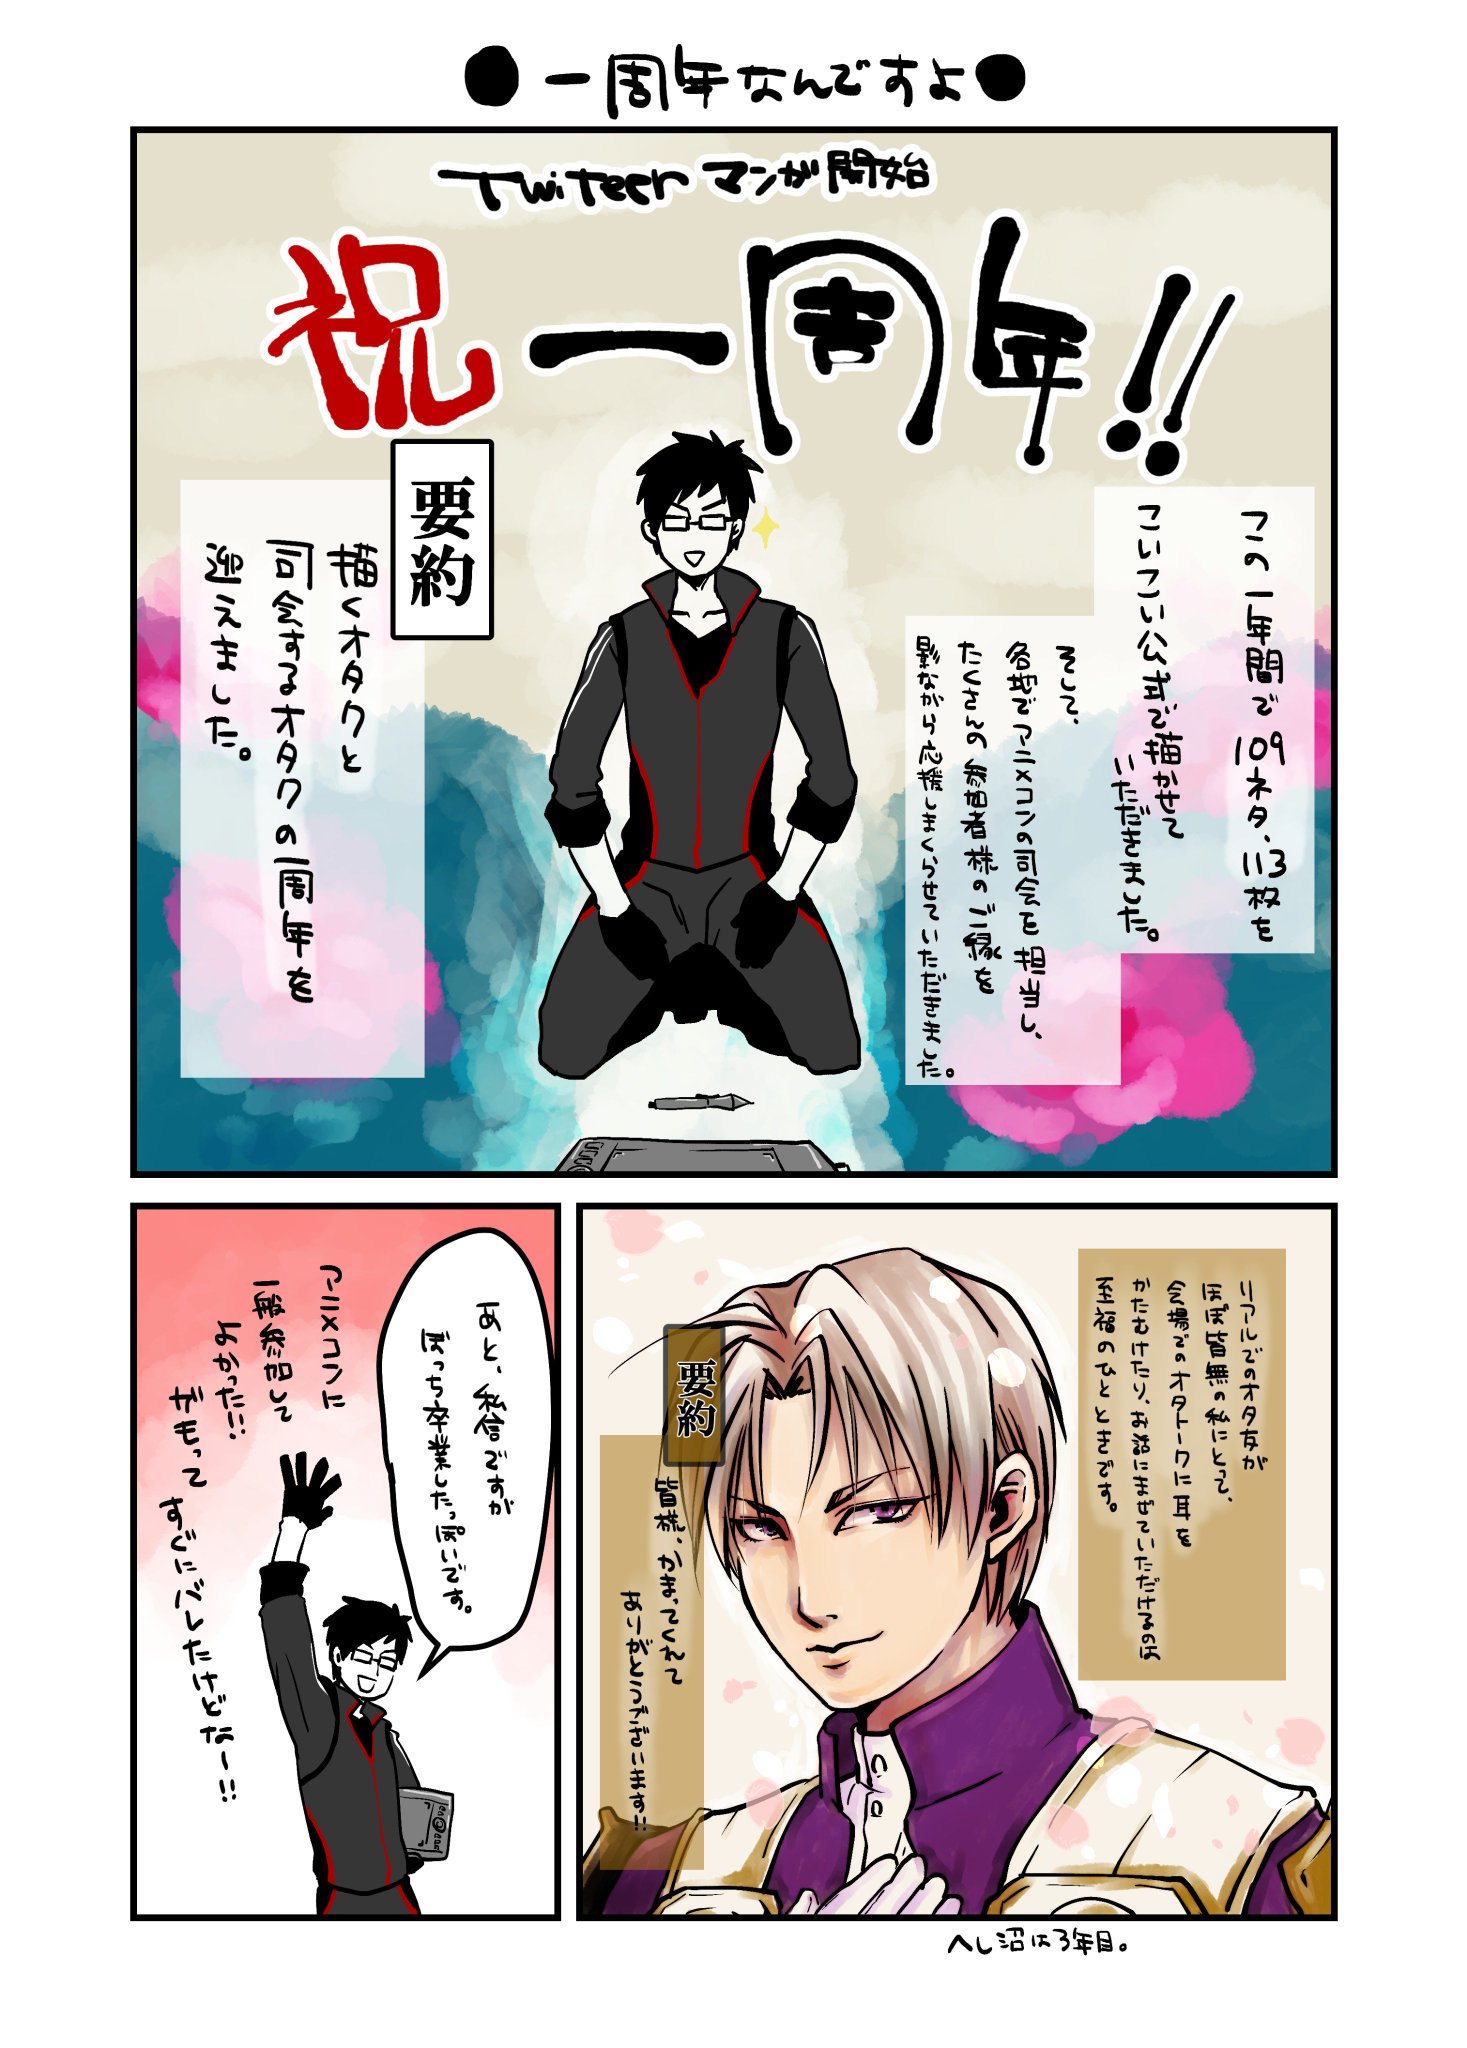 ●一周年なんですよ●
Twiteer マンガ開始
祝一周年!!
この一年間で109ネタ、113枚を
こいこい公式で描かせて
いただきました。
そして、
各地でアニメコンの司会を担当し、
たくさんの参加者様のご縁を
影ながら応援しまくらせていただきました。
要約
描くオタクと
司会するオタクの一周年を
迎えました。
リアルでのオタ友が
ほぼ皆無の私にとって、
会場でのオタトークに耳を
かたむけたり、お話にまぜていただけるのは
至福のひとときです。
要約
皆様、かまってくれて
ありがとうございます!!
へし沼は3年目。
あと、私信ですが
ぼっち卒業したっぽいです。
アニメコンに
一般参加して
よかった!!
がもって
すぐにバレたけどなー!!